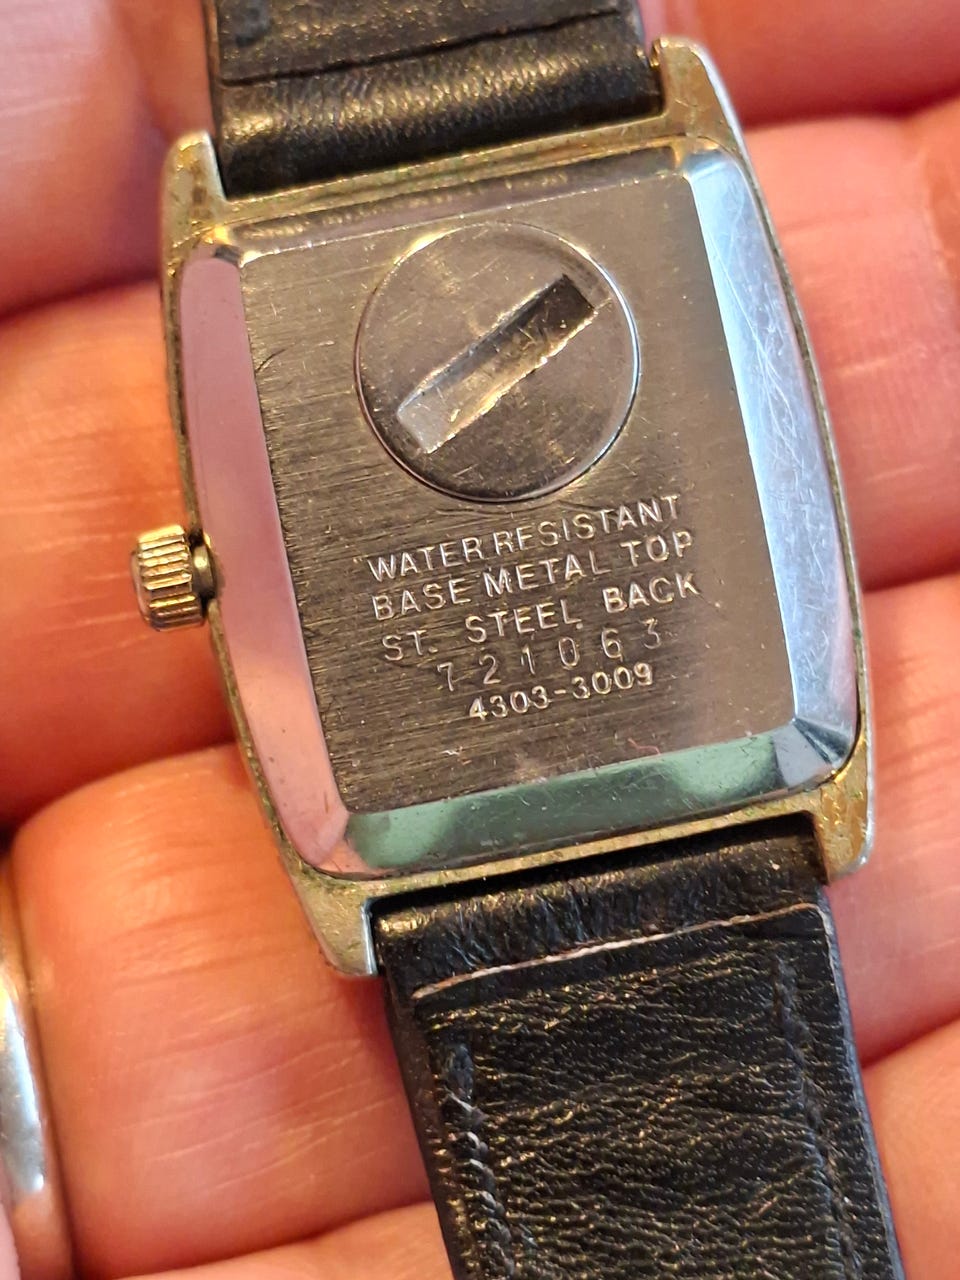 WATER RESISTANT
BASE METAL TOP
ST. STEEL BACK
721063
4303-3009